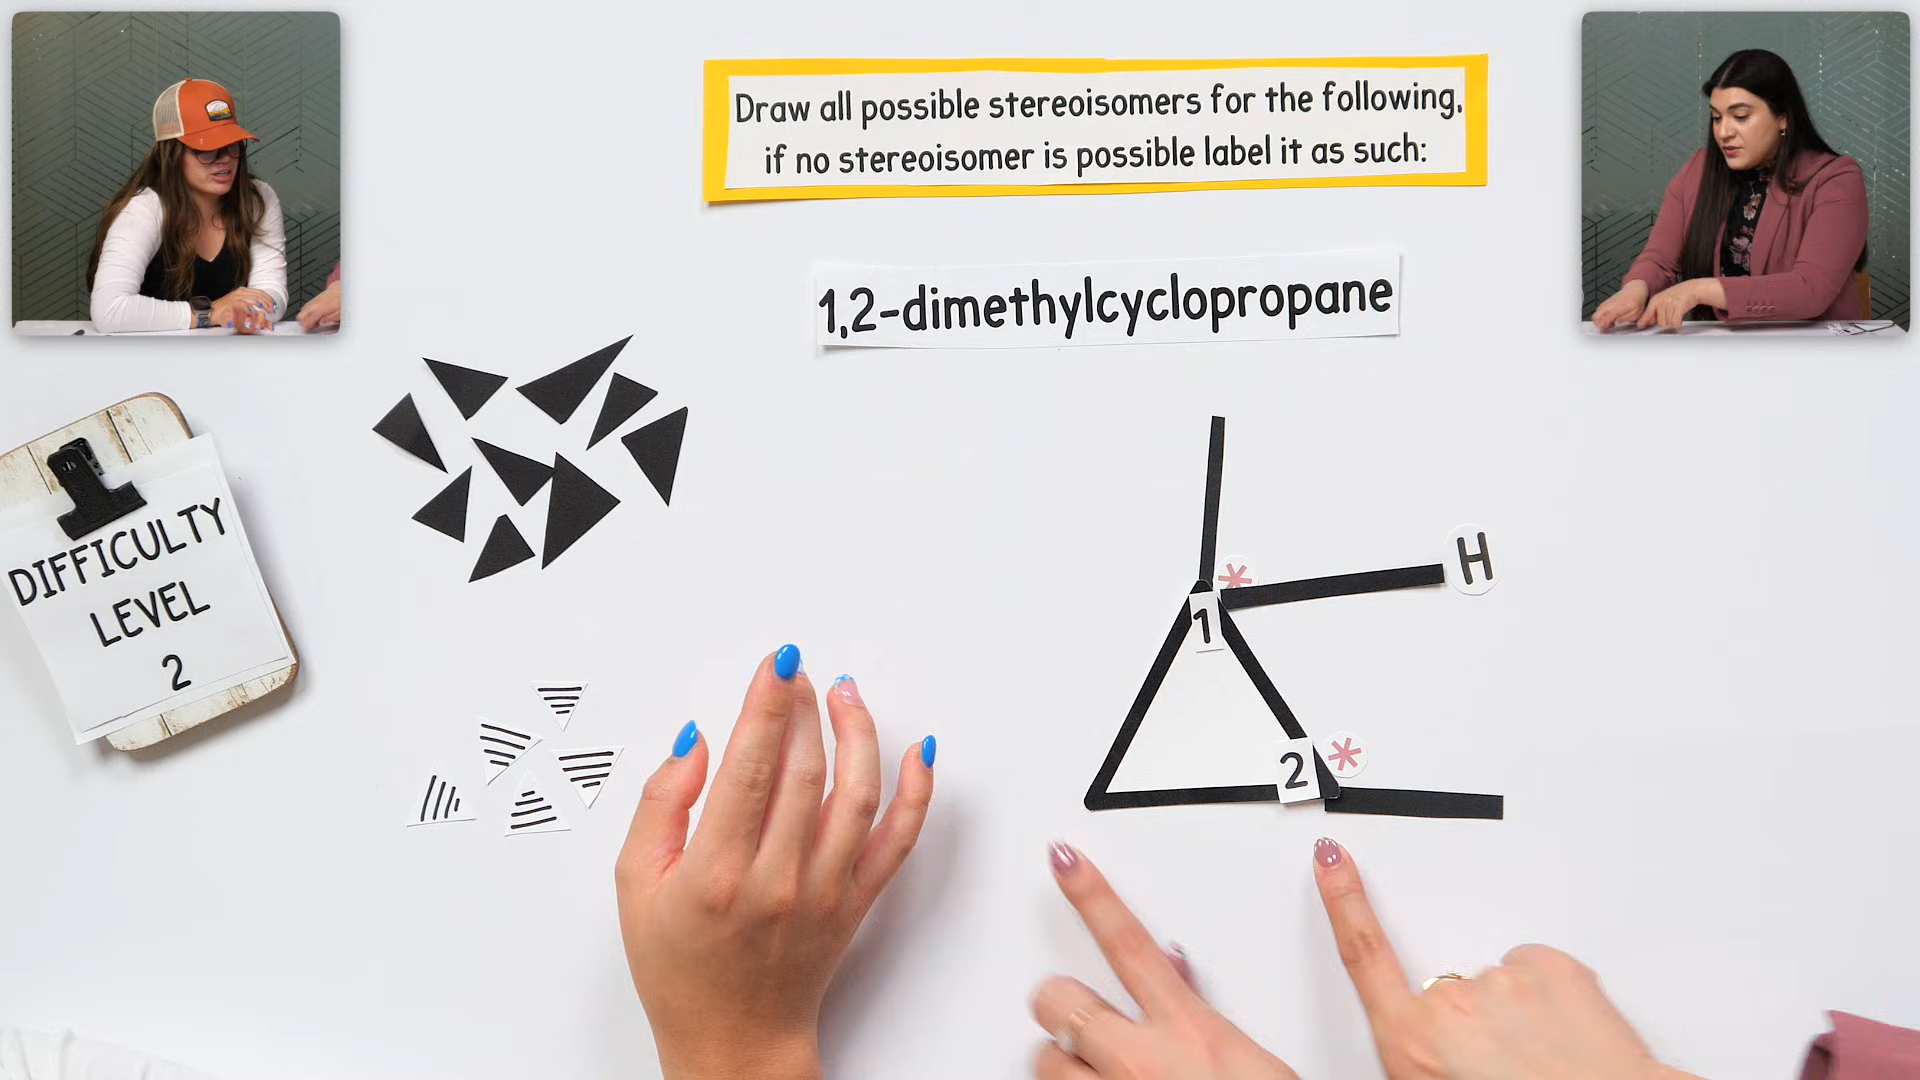 Draw all possible stereoisomers for the following,
if no stereoisomer is possible label it as such:
1,2-dimethylcyclopropane
DIFFICULTY
LEVEL
2
*
H
1
2
*